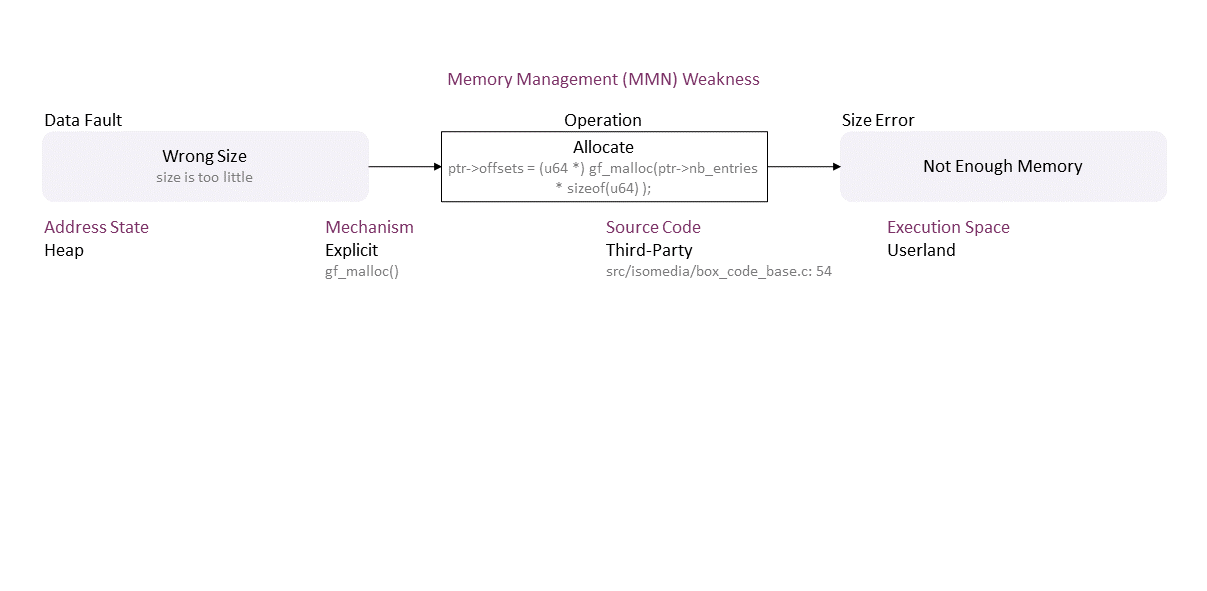 Memory Management (MMN) Weakness
Data Fault
Operation
Size Error
Wrong Size
size is too little
Allocate
ptr->offsets = (u64 *) gf_malloc(ptr->nb_entries
* sizeof(u64) );
Not Enough Memory
Address State
Heap
Mechanism
Explicit
gf_malloc()
Source Code
Third-Party
src/isomedia/box_code_base.c: 54
Execution Space
Userland